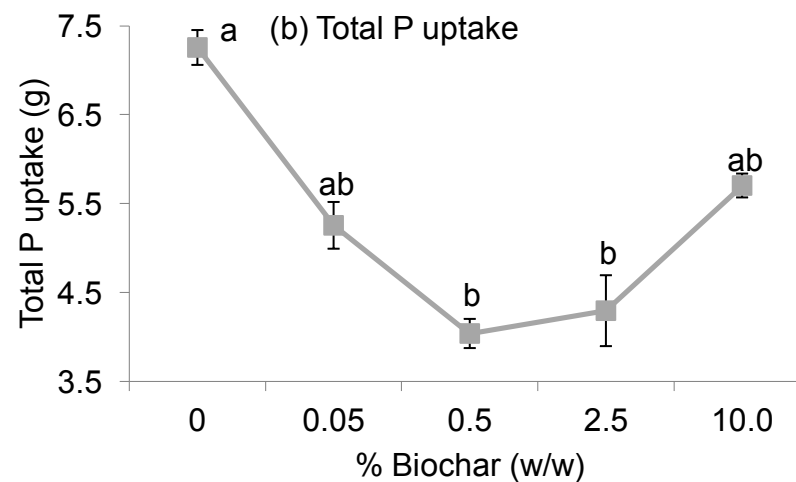 7.5
a (b) Total P uptake
6.5
ab
ab
5.5
b
b
4.5
3.5
Total P uptake (g)
0 0.05 0.5 2.5 10.0
% Biochar (w/w)